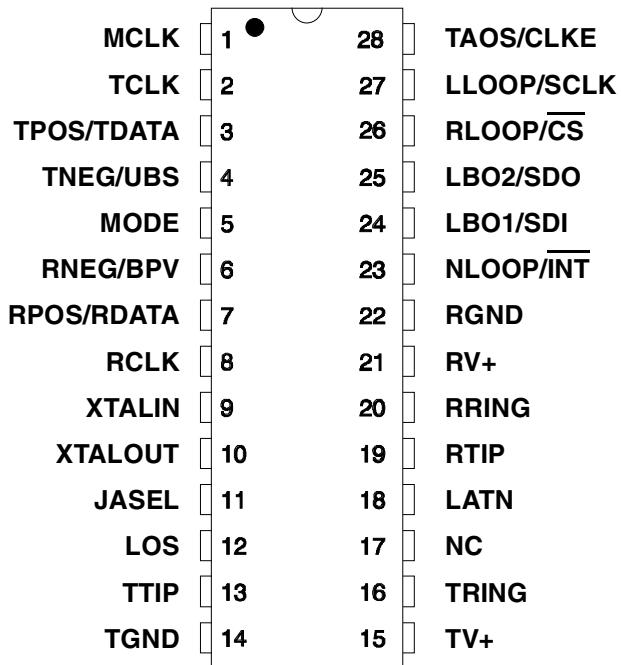 MCLK 1 28 TAOS/CLKE
TCLK 2 27 LLOOP/SCLK
TPOS/TDATA 3 26 RLOOP/C̅S̅
TNEG/UBS 4 25 LBO2/SDO
MODE 5 24 LBO1/SDI
RNEG/BPV 6 23 NLOOP/I̅N̅T̅
RPOS/RDATA 7 22 RGND
RCLK 8 21 RV+
XTALIN 9 20 RRING
XTALOUT 10 19 RTIP
JASEL 11 18 LATN
LOS 12 17 NC
TTIP 13 16 TRING
TGND 14 15 TV+